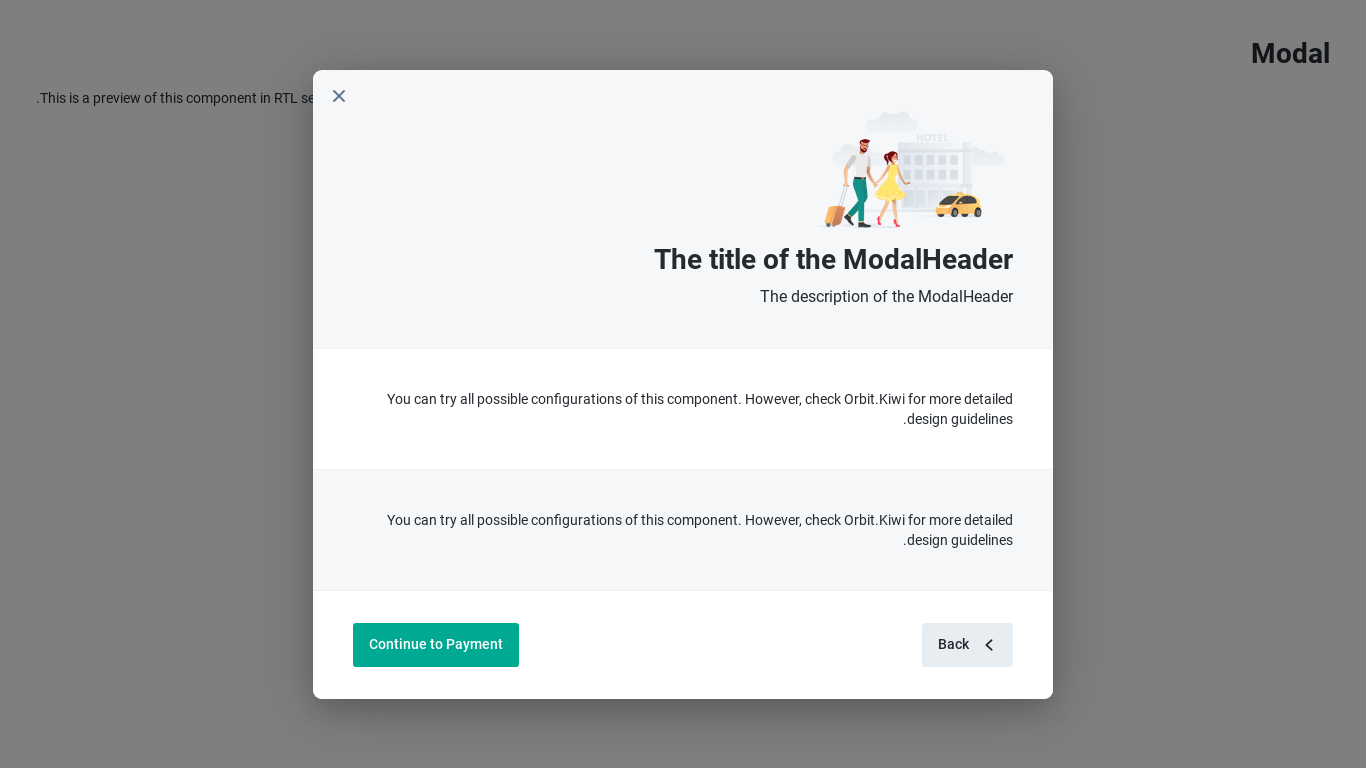 Modal
.This is a preview of this component in RTL se
HOTEL
The title of the ModalHeader
The description of the ModalHeader
You can try all possible configurations of this component. However, check Orbit.Kiwi for more detailed
.design guidelines
You can try all possible configurations of this component. However, check Orbit.Kiwi for more detailed
.design guidelines
Back
Continue to Payment